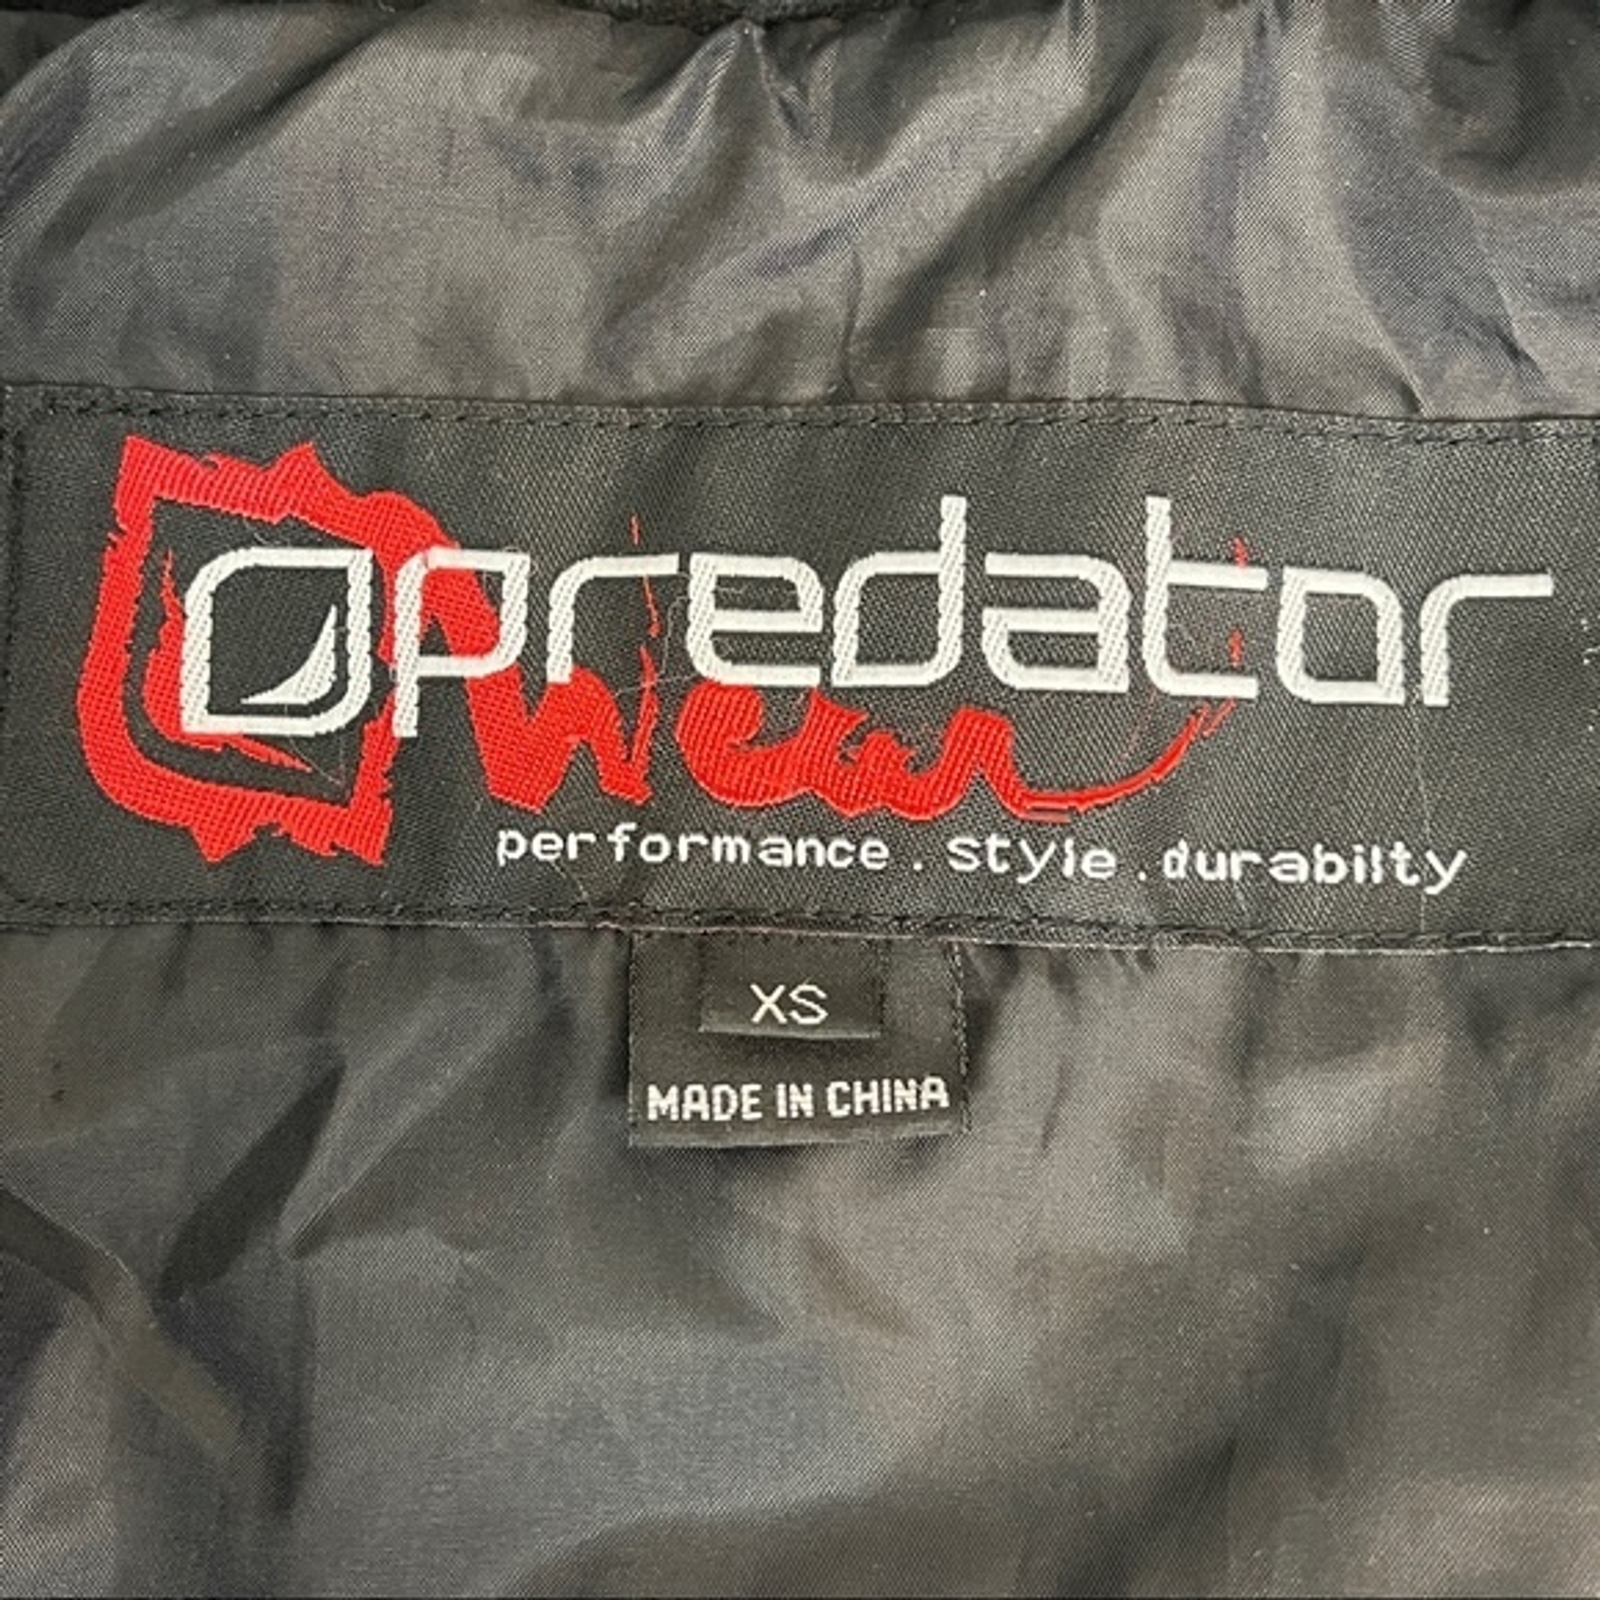 predator
wear
performance . style . durabilty
XS
MADE IN CHINA